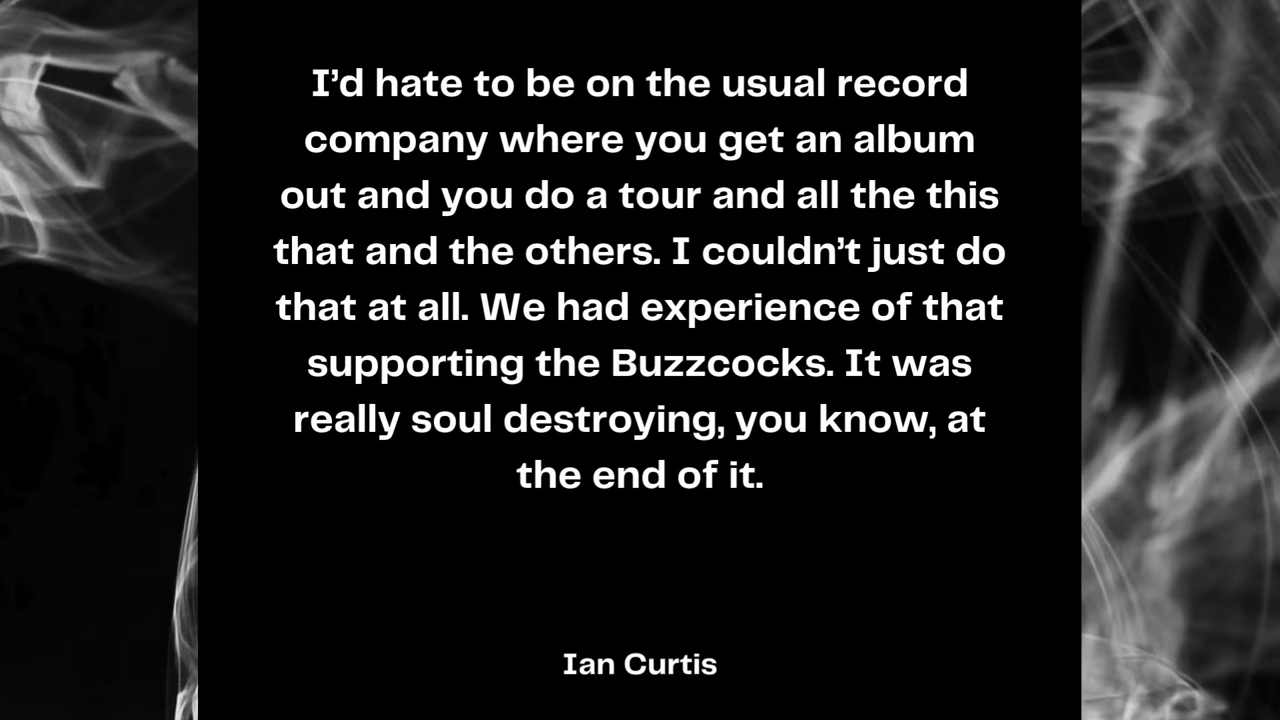 I’d hate to be on the usual record
company where you get an album
out and you do a tour and all the this
that and the others. I couldn’t just do
that at all. We had experience of that
supporting the Buzzcocks. It was
really soul destroying, you know, at
the end of it.
Ian Curtis